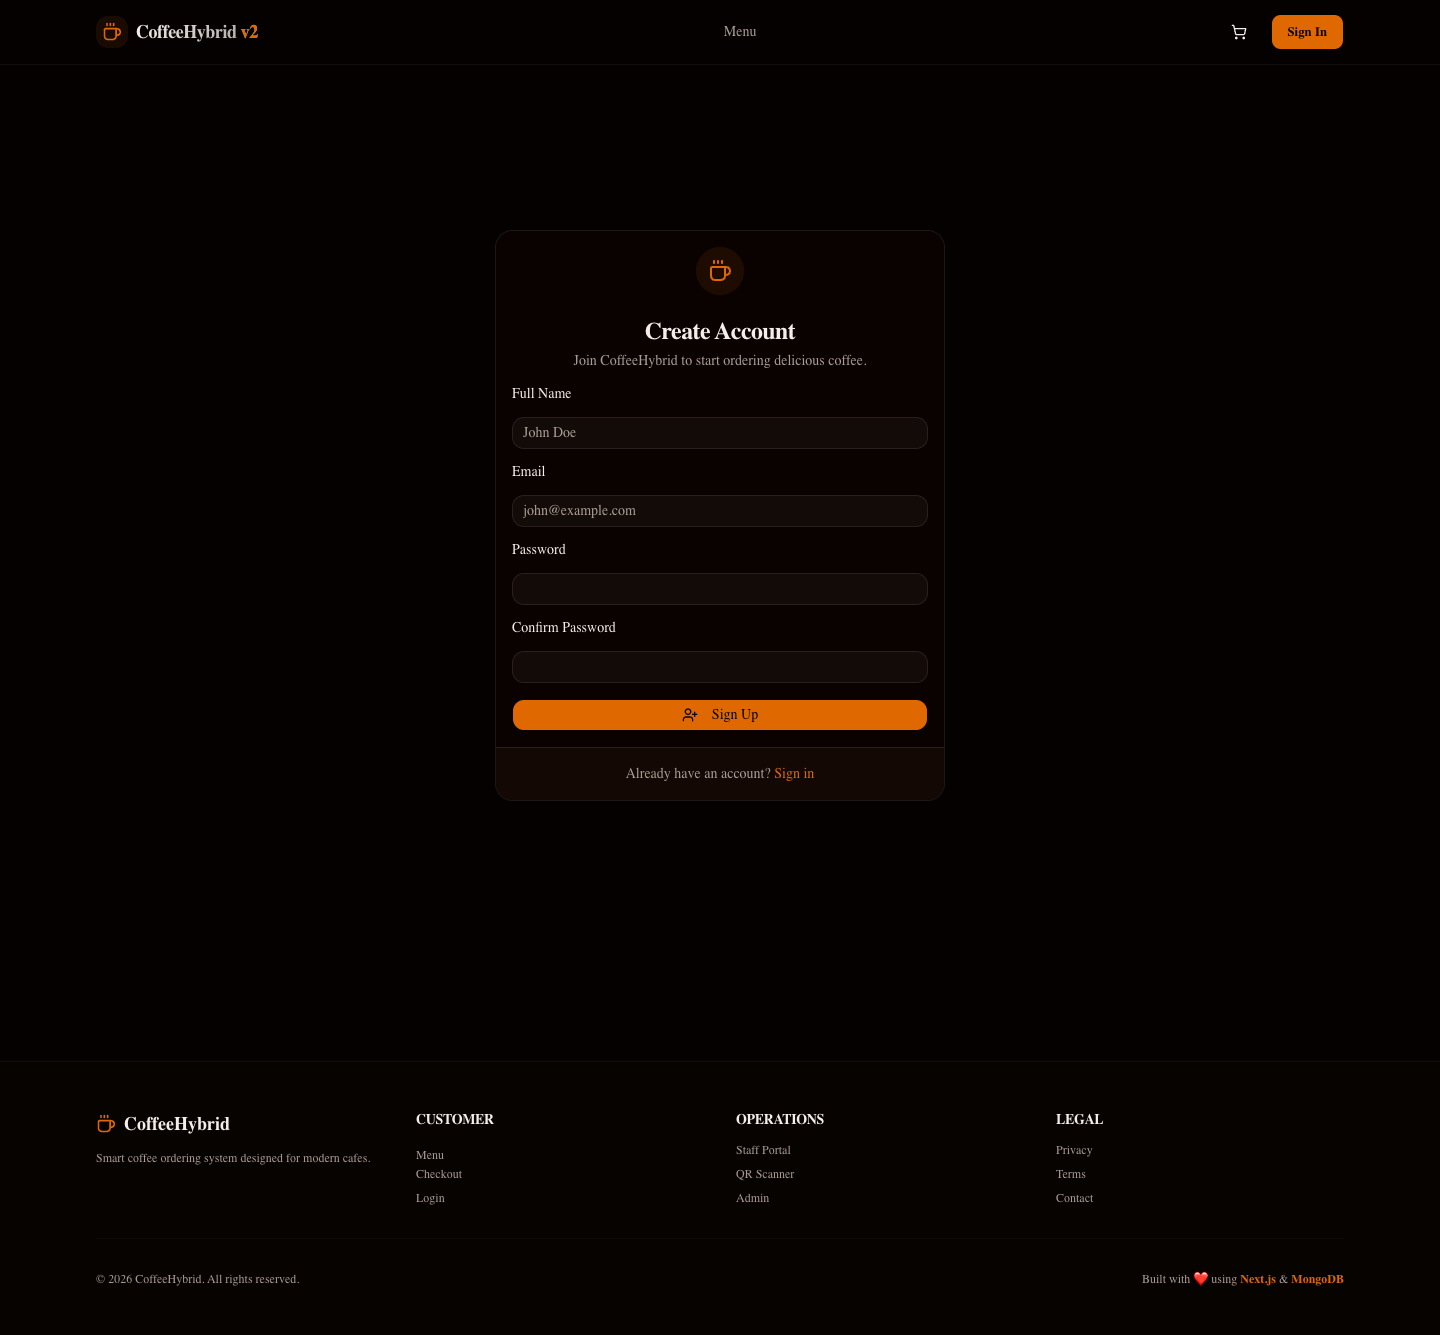 CoffeeHybrid v2
Menu
Sign In
Create Account
Join CoffeeHybrid to start ordering delicious coffee.
Full Name
John Doe
Email
john@example.com
Password
Confirm Password
Sign Up
Already have an account? Sign in
CoffeeHybrid
Smart coffee ordering system designed for modern cafes.
CUSTOMER
Menu
Checkout
Login
OPERATIONS
Staff Portal
QR Scanner
Admin
LEGAL
Privacy
Terms
Contact
© 2026 CoffeeHybrid. All rights reserved.
Built with ❤️ using Next.js & MongoDB